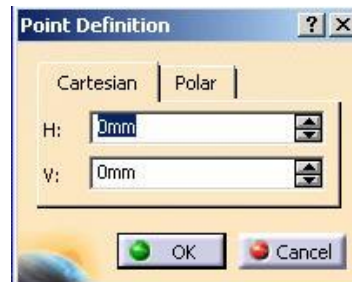 Point Definition
Cartesian Polar
H: 0mm
V: 0mm
OK Cancel